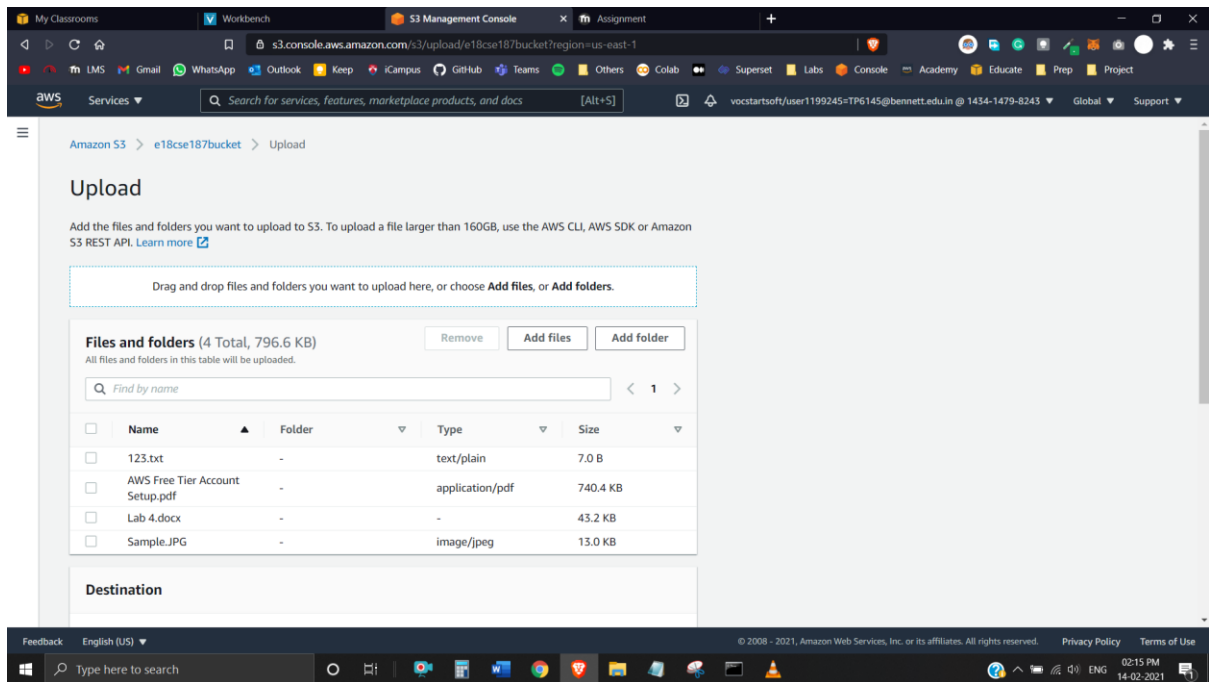 My Classrooms Workbench S3 Management Console Assignment
s3.console.aws.amazon.com/s3/upload/e18cse187bucket?region=us-east-1
LMS Gmail WhatsApp Outlook Keep iCampus GitHub Teams Others Colab Superset Labs Console Academy Educate Prep Project
aws Services ▼ Search for services, features, marketplace products, and docs [Alt+S] vocstartsoft/user1199245=TP6145@bennett.edu.in @ 1434-1479-8243 ▼ Global ▼ Support ▼
Amazon S3 > e18cse187bucket > Upload
Upload
Add the files and folders you want to upload to S3. To upload a file larger than 160GB, use the AWS CLI, AWS SDK or Amazon
S3 REST API. Learn more
Drag and drop files and folders you want to upload here, or choose Add files, or Add folders.
Files and folders (4 Total, 796.6 KB) Remove Add files Add folder
All files and folders in this table will be uploaded.
Find by name < 1 >
Name Folder Type Size
123.txt - text/plain 7.0 B
AWS Free Tier Account
Setup.pdf - application/pdf 740.4 KB
Lab 4.docx - - 43.2 KB
Sample.JPG - image/jpeg 13.0 KB
Destination
Feedback English (US) ▼ © 2008 - 2021, Amazon Web Services, Inc. or its affiliates. All rights reserved. Privacy Policy Terms of Use
Type here to search ENG 02:15 PM
14-02-2021